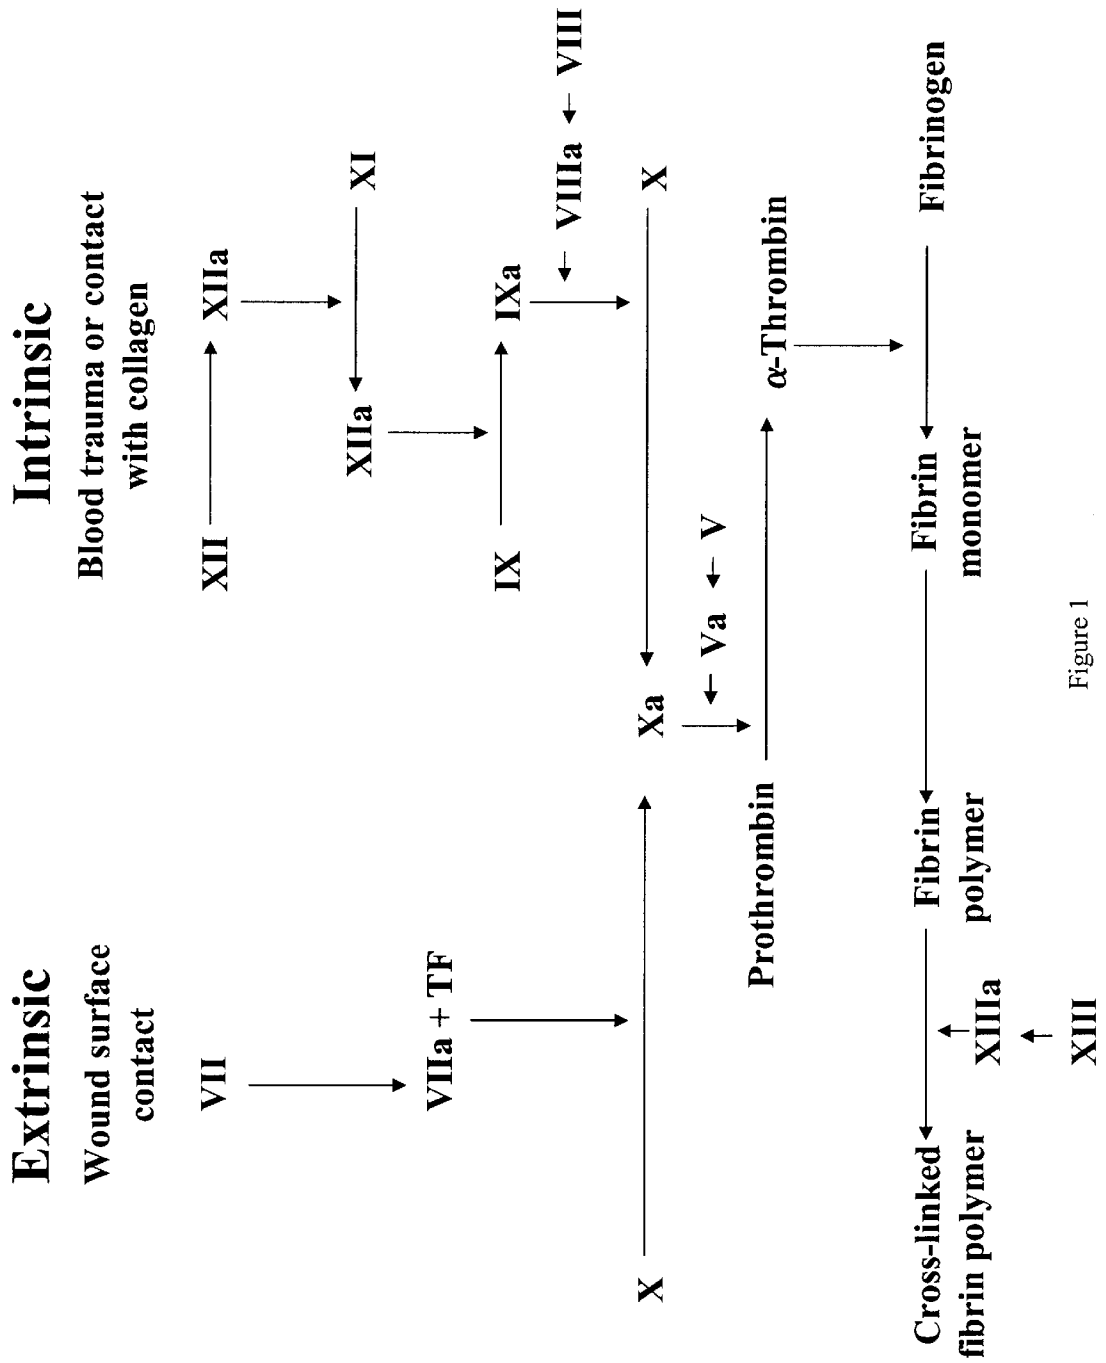 Extrinsic
Wound surface
contact
Intrinsic
Blood trauma or contact
with collagen
VII
XII
XIIa
XIIa
XI
VIIa + TF
IX
IXa
VIIIa
VIII
X
Xa
X
Va
V
Prothrombin
α-Thrombin
Cross-linked
fibrin polymer
Fibrin
polymer
Fibrin
monomer
Fibrinogen
XIIIa
XIII
Figure 1